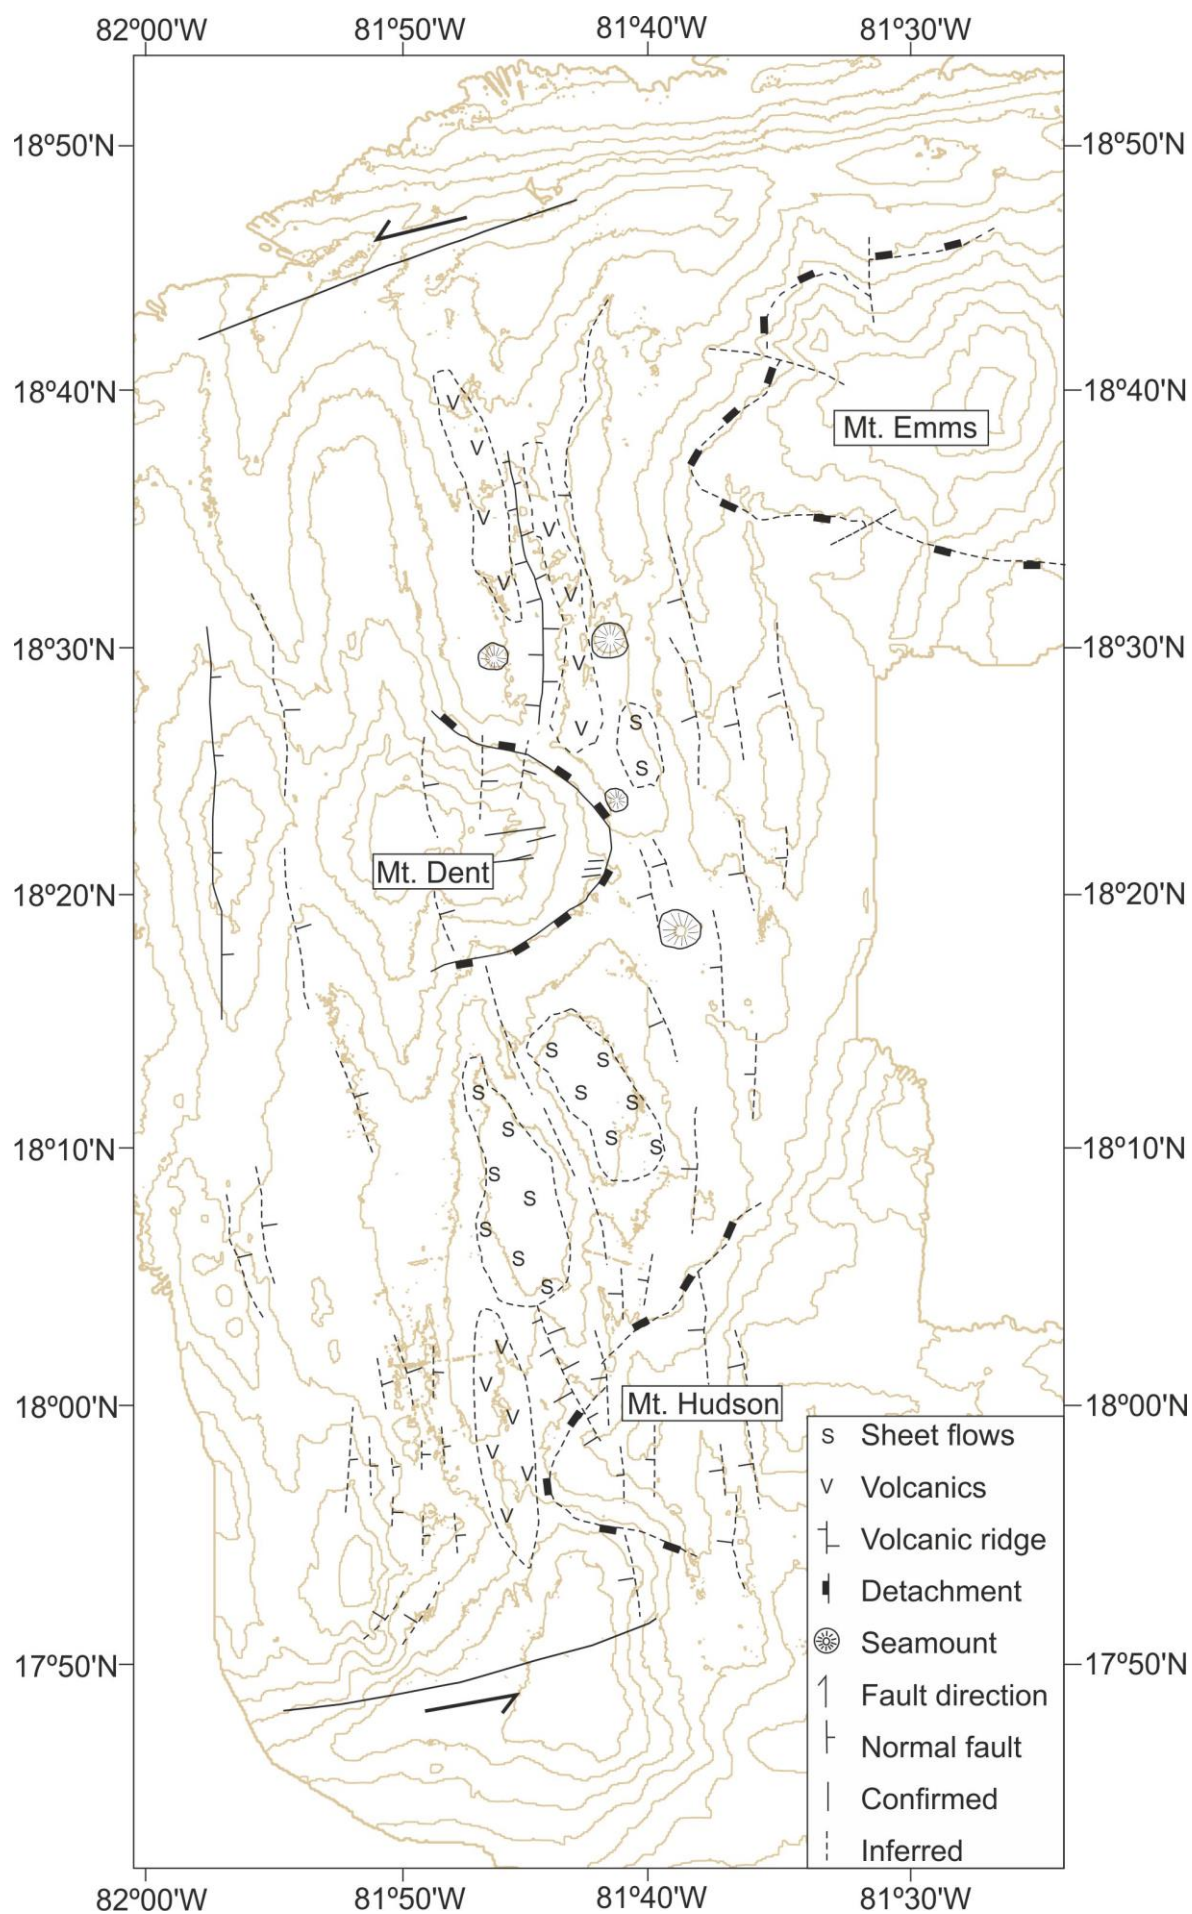 82º00'W 81º50'W 81º40'W 81º30'W
18º50'N 18º50'N
18º40'N 18º40'N
Mt. Emms
V
V
V V
V V
18º30'N 18º30'N
V
S
V
S
Mt. Dent
18º20'N 18º20'N
S S
S S S
S S
18º10'N 18º10'N
S
S S
S
S
S
V
V
Mt. Hudson
18º00'N 18º00'N
V
V
V
V
S Sheet flows
V Volcanics
Volcanic ridge
Detachment
Seamount
Fault direction
Normal fault
Confirmed
Inferred
17º50'N 17º50'N
82º00'W 81º50'W 81º40'W 81º30'W